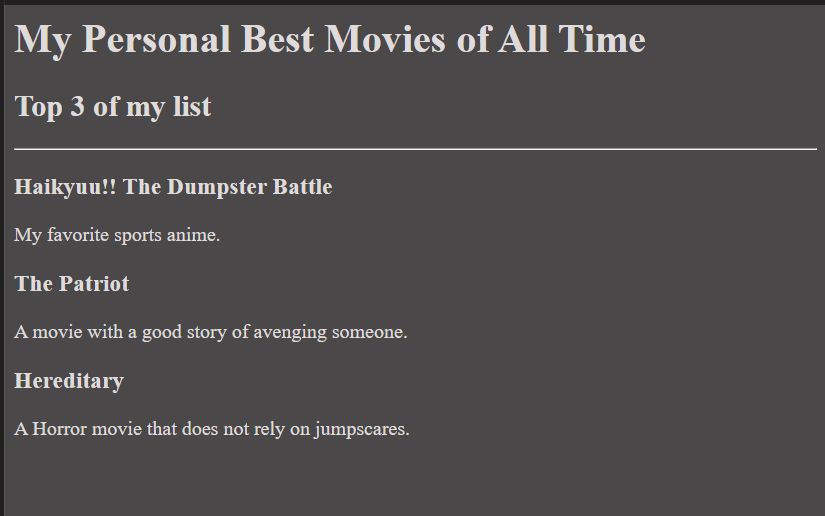 My Personal Best Movies of All Time
Top 3 of my list
Haikyuu!! The Dumpster Battle
My favorite sports anime.
The Patriot
A movie with a good story of avenging someone.
Hereditary
A Horror movie that does not rely on jumpscares.